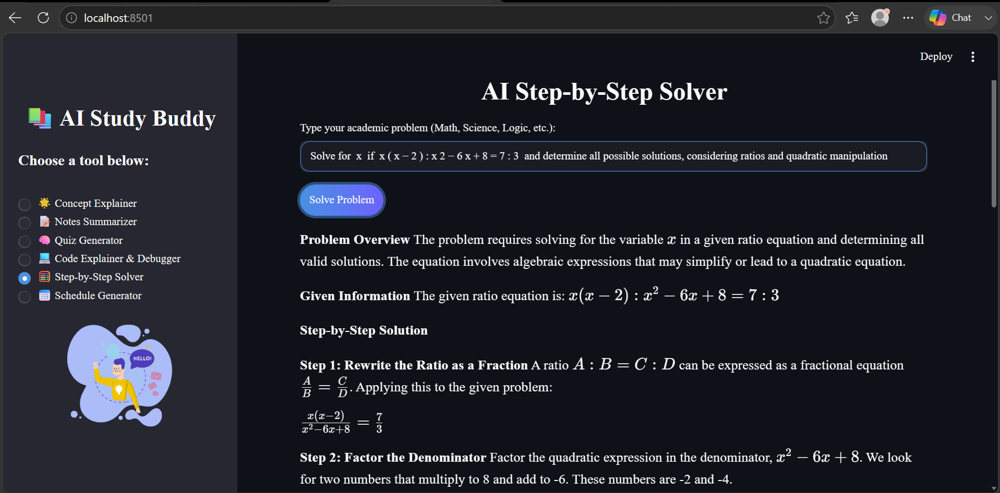 localhost:8501
Chat
Deploy
AI Study Buddy
Choose a tool below:
Concept Explainer
Notes Summarizer
Quiz Generator
Code Explainer & Debugger
Step-by-Step Solver
Schedule Generator
HELLO!
AI Step-by-Step Solver
Type your academic problem (Math, Science, Logic, etc.):
Solve for x if x ( x − 2 ) : x 2 − 6 x + 8 = 7 : 3 and determine all possible solutions, considering ratios and quadratic manipulation
Solve Problem
Problem Overview The problem requires solving for the variable x in a given ratio equation and determining all
valid solutions. The equation involves algebraic expressions that may simplify or lead to a quadratic equation.
Given Information The given ratio equation is: x(x − 2) : x² − 6x + 8 = 7 : 3
Step-by-Step Solution
Step 1: Rewrite the Ratio as a Fraction A ratio A : B = C : D can be expressed as a fractional equation
A/B = C/D. Applying this to the given problem:
x(x−2)/x²−6x+8 = 7/3
Step 2: Factor the Denominator Factor the quadratic expression in the denominator, x² − 6x + 8. We look
for two numbers that multiply to 8 and add to -6. These numbers are -2 and -4.